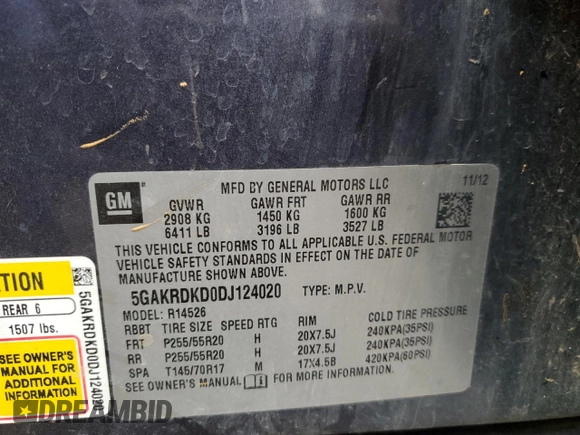 MFD BY GENERAL MOTORS LLC
11/12
GM
GVWR GAWR FRT GAWR RR
2908 KG 1450 KG 1600 KG
6411 LB 3196 LB 3527 LB
THIS VEHICLE CONFORMS TO ALL APPLICABLE U.S. FEDERAL MOTOR
VEHICLE SAFETY STANDARDS IN EFFECT ON THE DATE OF
MANUFACTURE SHOWN ABOVE.
5GAKRDKD0DJ124020 TYPE: M.P.V.
MODEL: R14526
RBBT TIRE SIZE SPEED RTG RIM COLD TIRE PRESSURE
FRT P255/55R20 H 20X7.5J 240KPA(35PSI)
RR P255/55R20 H 20X7.5J 240KPA(35PSI)
SPA T145/70R17 M 17X4.5B 420KPA(60PSI)
SEE OWNER'S MANUAL FOR ADDITIONAL INFORMATION.
TION
REAR 6
1507 lbs.
SEE OWNER'S
MANUAL FOR
ADDITIONAL
INFORMATION
5GAKRDKD0DJ124020
DREAMBID